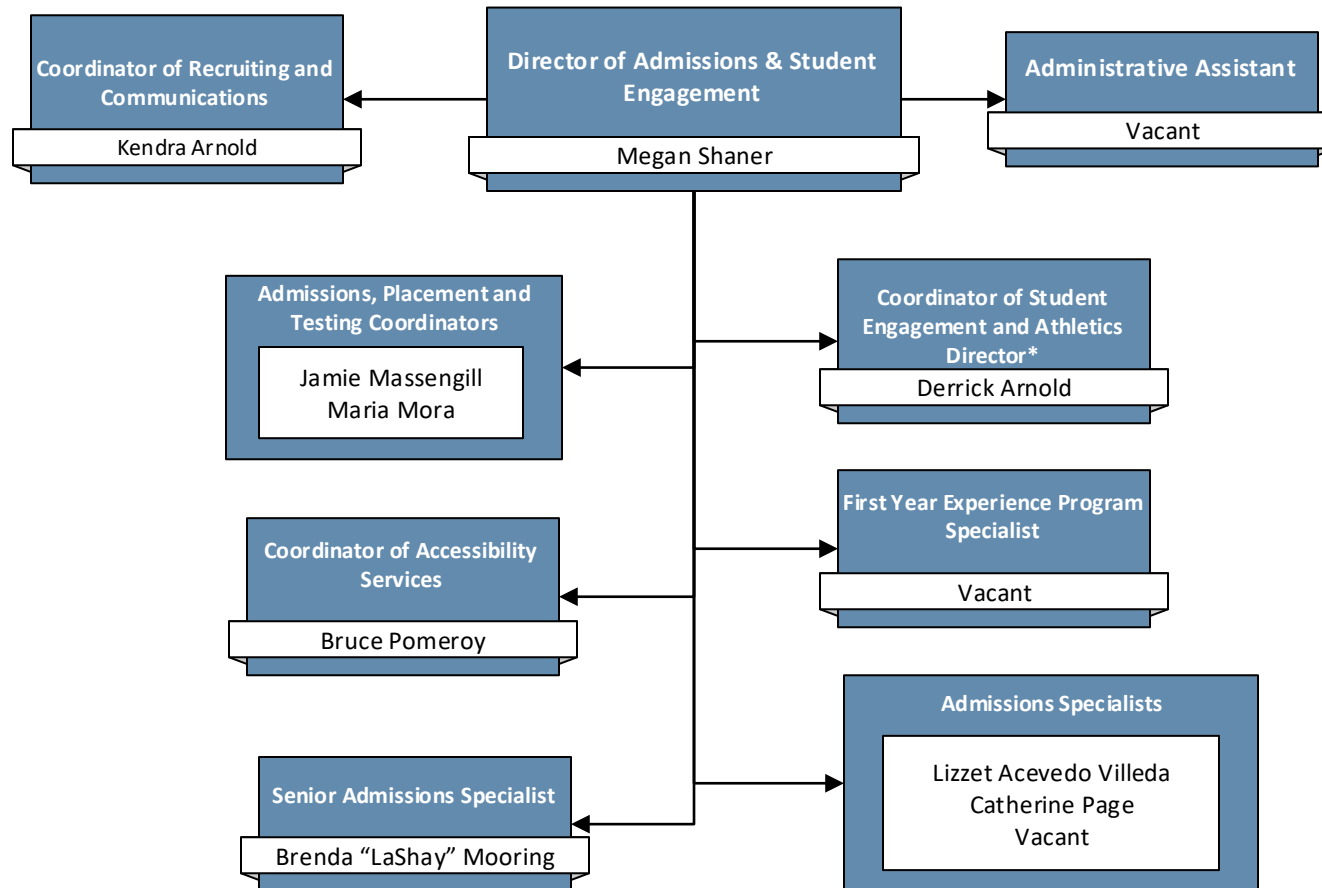 Coordinator of Recruiting and
Communications
Kendra Arnold
Director of Admissions & Student
Engagement
Megan Shaner
Administrative Assistant
Vacant
Admissions, Placement and
Testing Coordinators
Jamie Massengill
Maria Mora
Coordinator of Student
Engagement and Athletics
Director*
Derrick Arnold
Coordinator of Accessibility
Services
Bruce Pomeroy
First Year Experience Program
Specialist
Vacant
Senior Admissions Specialist
Brenda “LaShay” Mooring
Admissions Specialists
Lizzet Acevedo Villeda
Catherine Page
Vacant